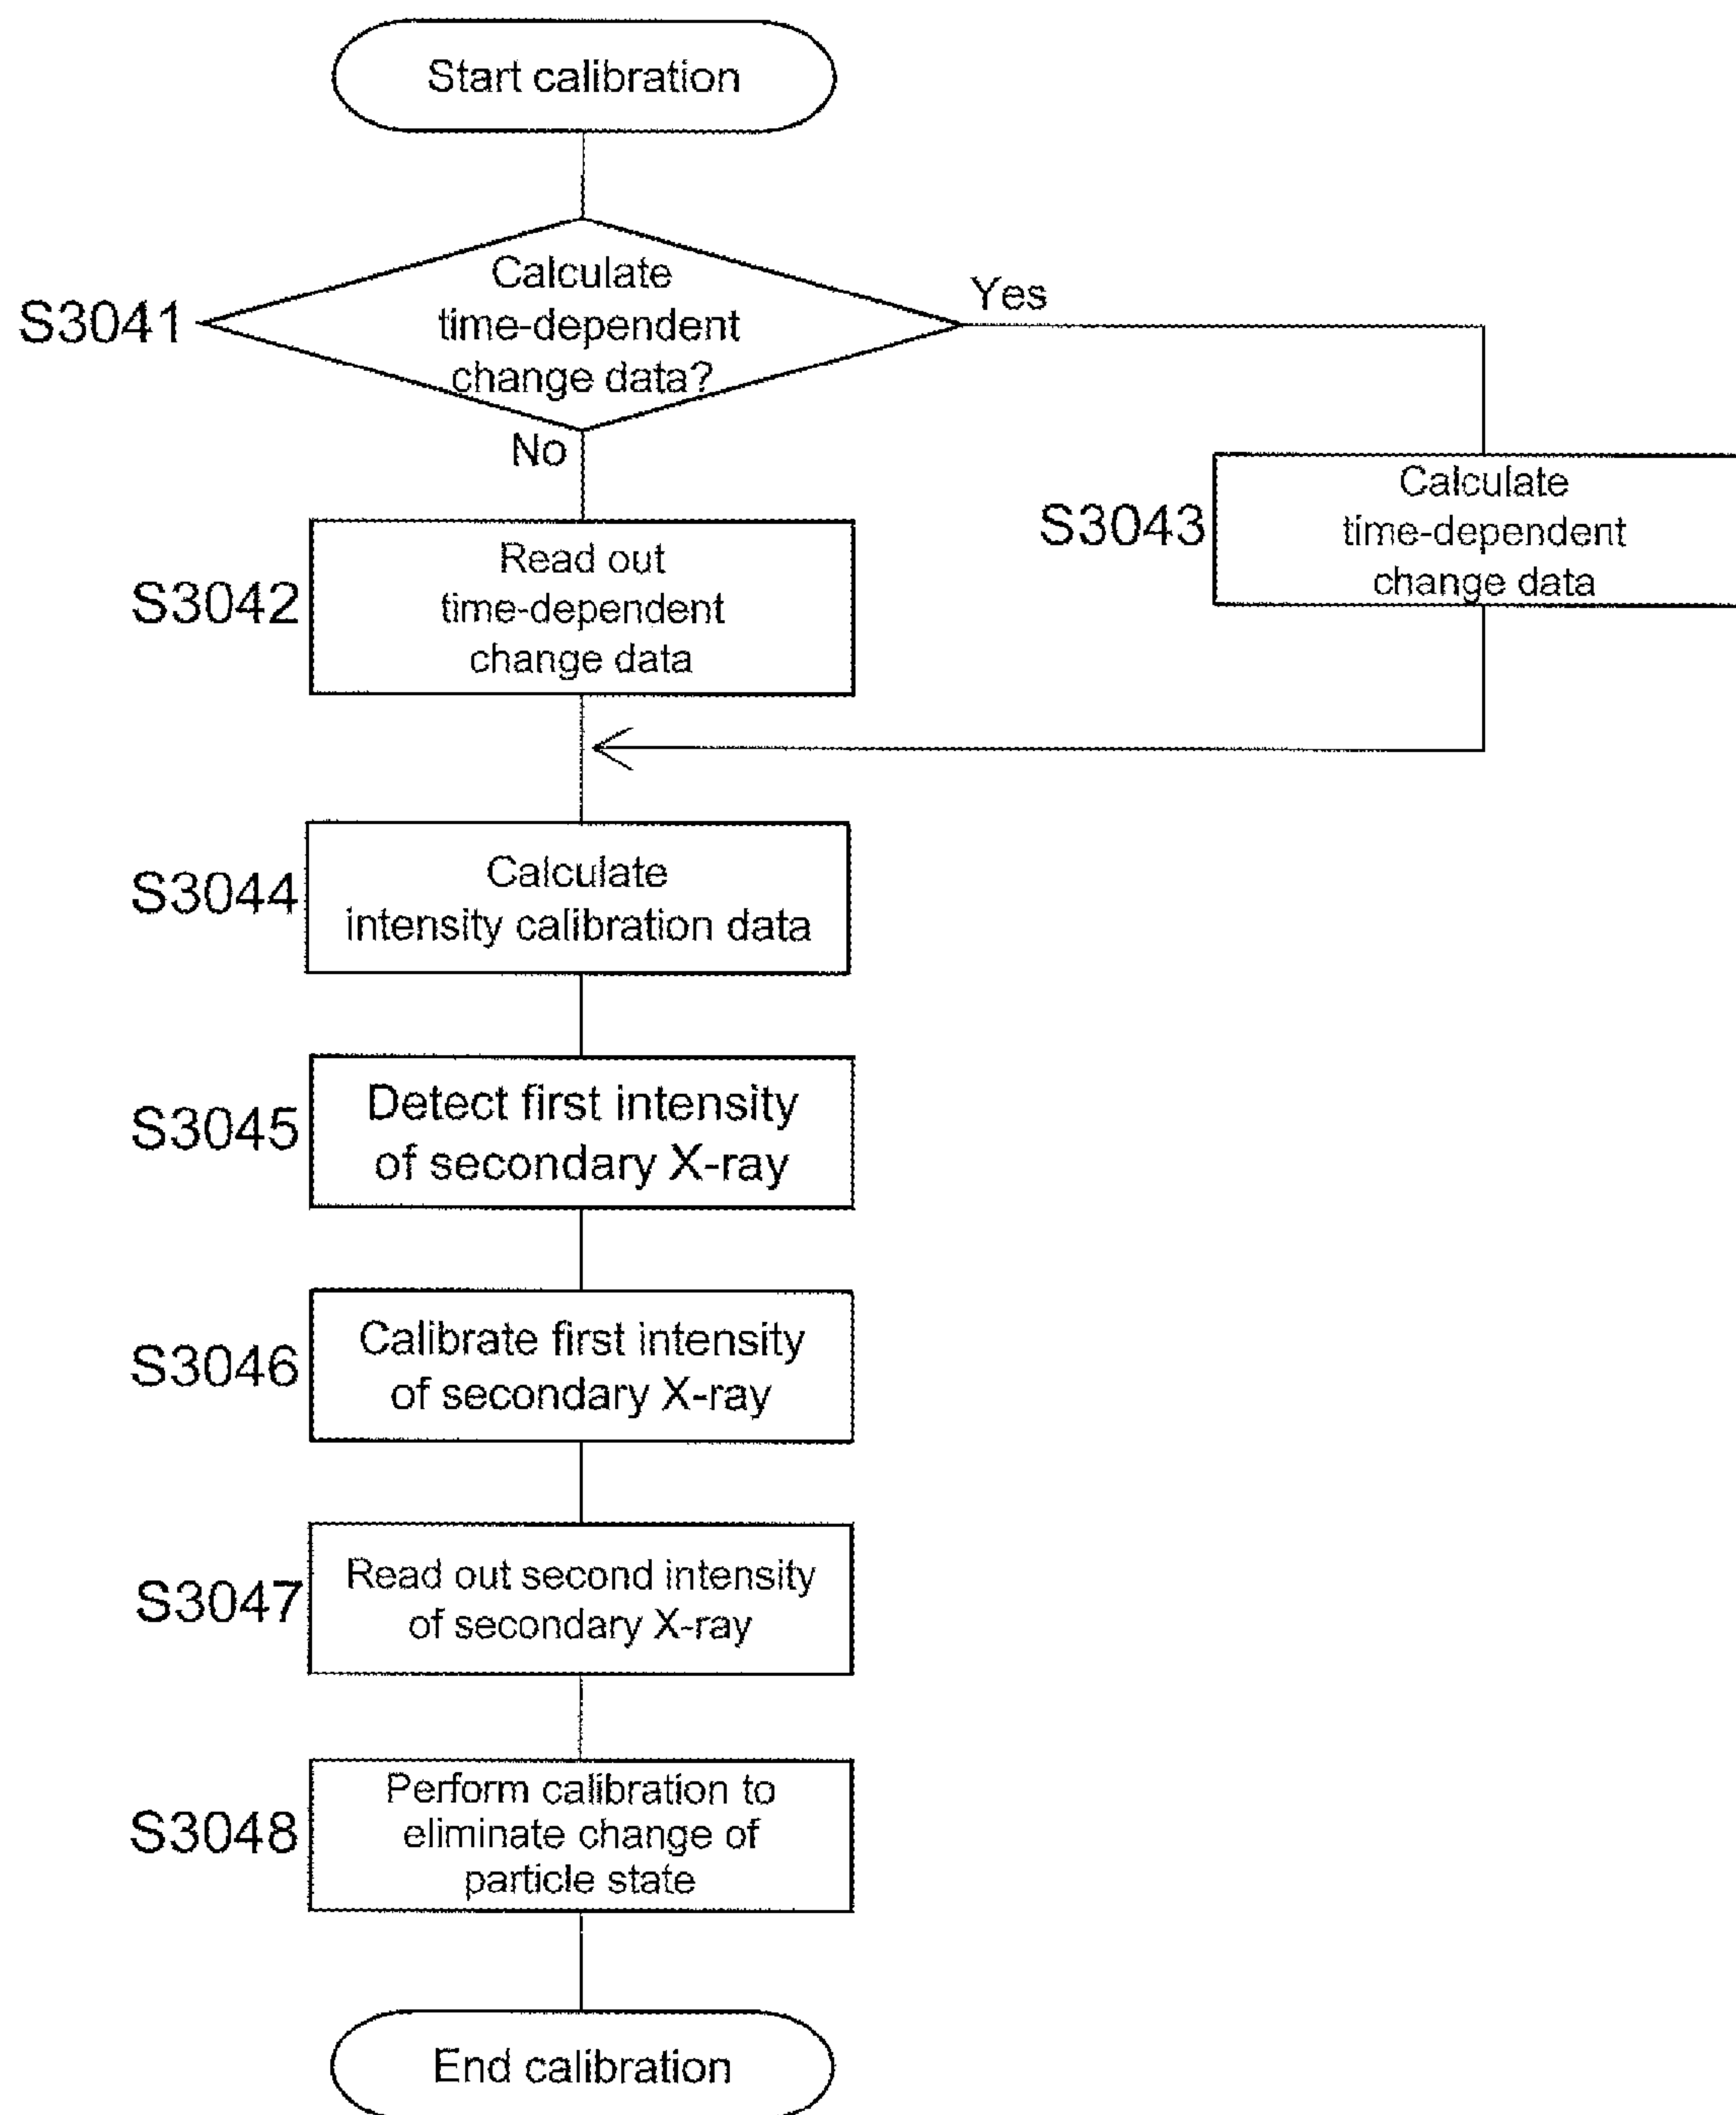 Start calibration
S3041
Calculate
time-dependent
change data?
Yes
No
S3042
Read out
time-dependent
change data
S3043
Calculate
time-dependent
change data
S3044
Calculate
intensity calibration data
S3045
Detect first intensity
of secondary X-ray
S3046
Calibrate first intensity
of secondary X-ray
S3047
Read out second intensity
of secondary X-ray
S3048
Perform calibration to
eliminate change of
particle state
End calibration